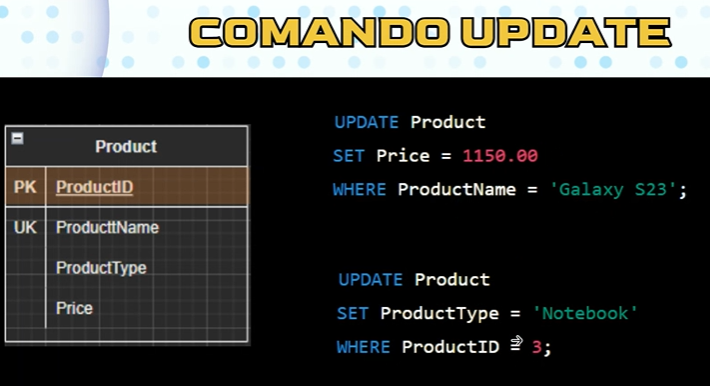 COMANDO UPDATE
Product
PK ProductID
UK ProducttName
ProductType
Price
UPDATE Product
SET Price = 1150.00
WHERE ProductName = 'Galaxy S23';
UPDATE Product
SET ProductType = 'Notebook'
WHERE ProductID = 3;